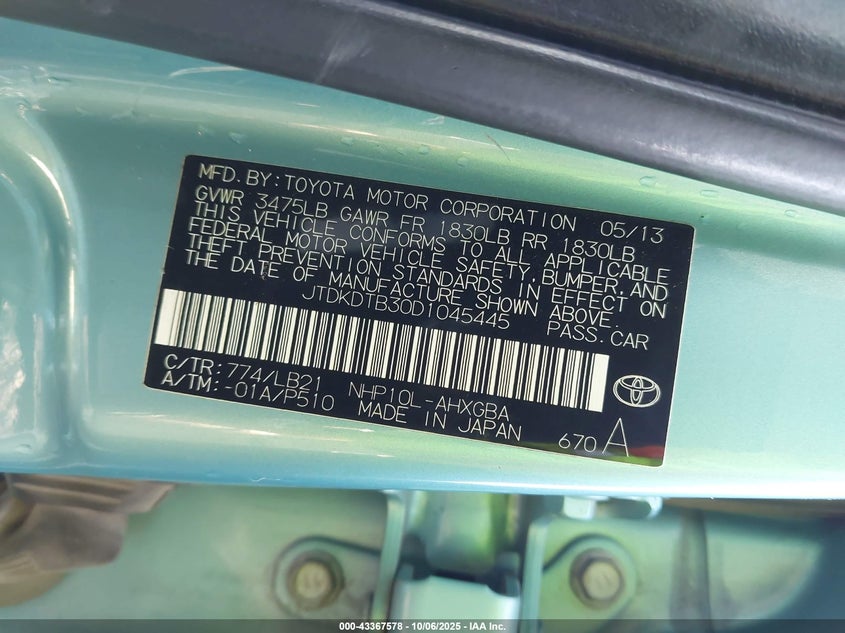 MFD. BY: TOYOTA MOTOR CORPORATION 05/13
GVWR 3475LB GAWR FR 1830LB RR 1830LB
THIS VEHICLE CONFORMS TO ALL APPLICABLE
FEDERAL MOTOR VEHICLE SAFETY, BUMPER, AND
THEFT PREVENTION STANDARDS IN EFFECT ON
THE DATE OF MANUFACTURE SHOWN ABOVE.
JTDKDTB30D1045445 PASS. CAR
C/TR: 774/LB21 NHP10L-AHXGBA
A/TM: -01A/P510 MADE IN JAPAN 670 A
000-43367578 - 10/06/2025 - IAA Inc.